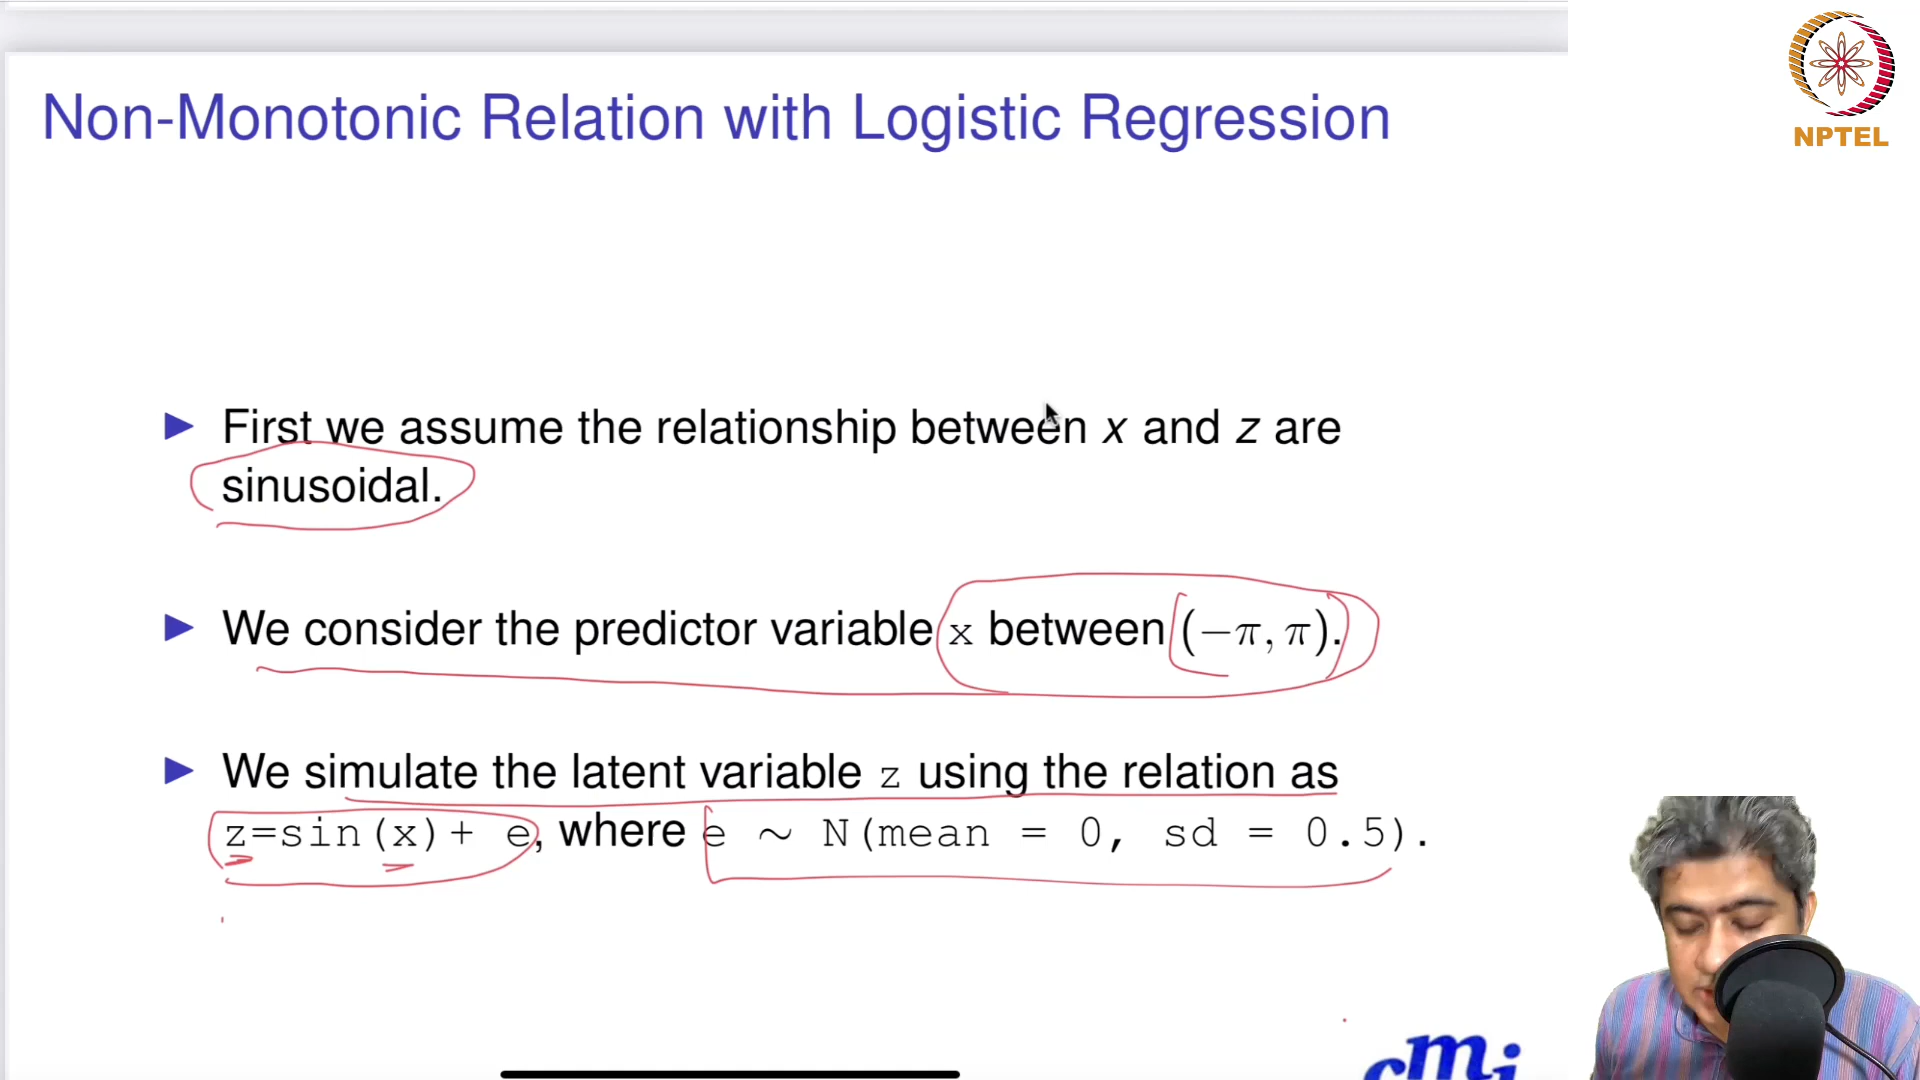 Non-Monotonic Relation with Logistic Regression
NPTEL
First we assume the relationship between x and z are
sinusoidal.
We consider the predictor variable x between (−π, π).
We simulate the latent variable z using the relation as
z=sin(x)+ e, where e ∼ N(mean = 0, sd = 0.5).
cmi